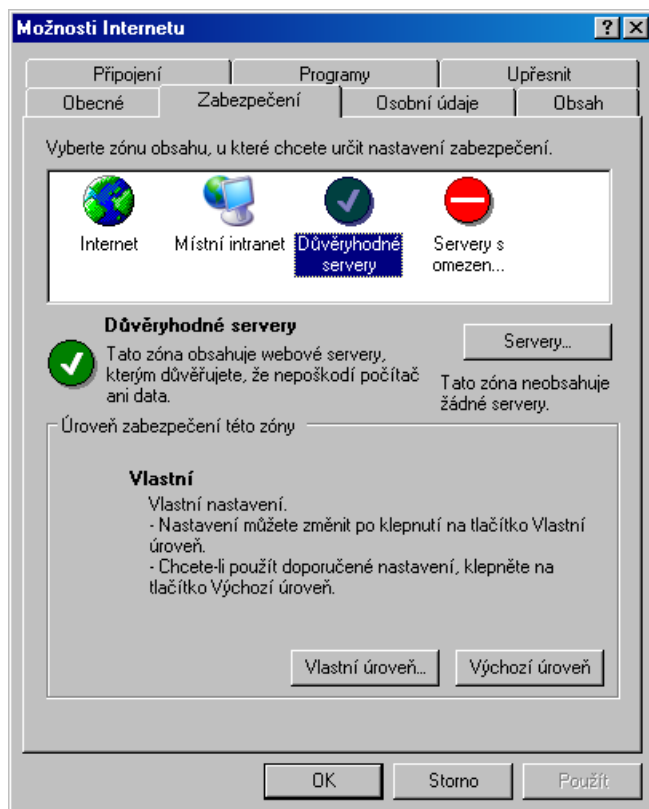 Možnosti Internetu
Připojení Programy Upřesnit
Obecné Zabezpečení Osobní údaje Obsah
Vyberte zónu obsahu, u které chcete určit nastavení zabezpečení.
Internet Místní intranet Důvěryhodné servery Servery s omezen...
Důvěryhodné servery
Tato zóna obsahuje webové servery,
kterým důvěřujete, že nepoškodí počítač
ani data.
Servery...
Tato zóna neobsahuje
žádné servery.
Úroveň zabezpečení této zóny
Vlastní
Vlastní nastavení.
- Nastavení můžete změnit po klepnutí na tlačítko Vlastní
úroveň.
- Chcete-li použít doporučené nastavení, klepněte na
tlačítko Výchozí úroveň.
Vlastní úroveň... Výchozí úroveň
OK Storno Použít